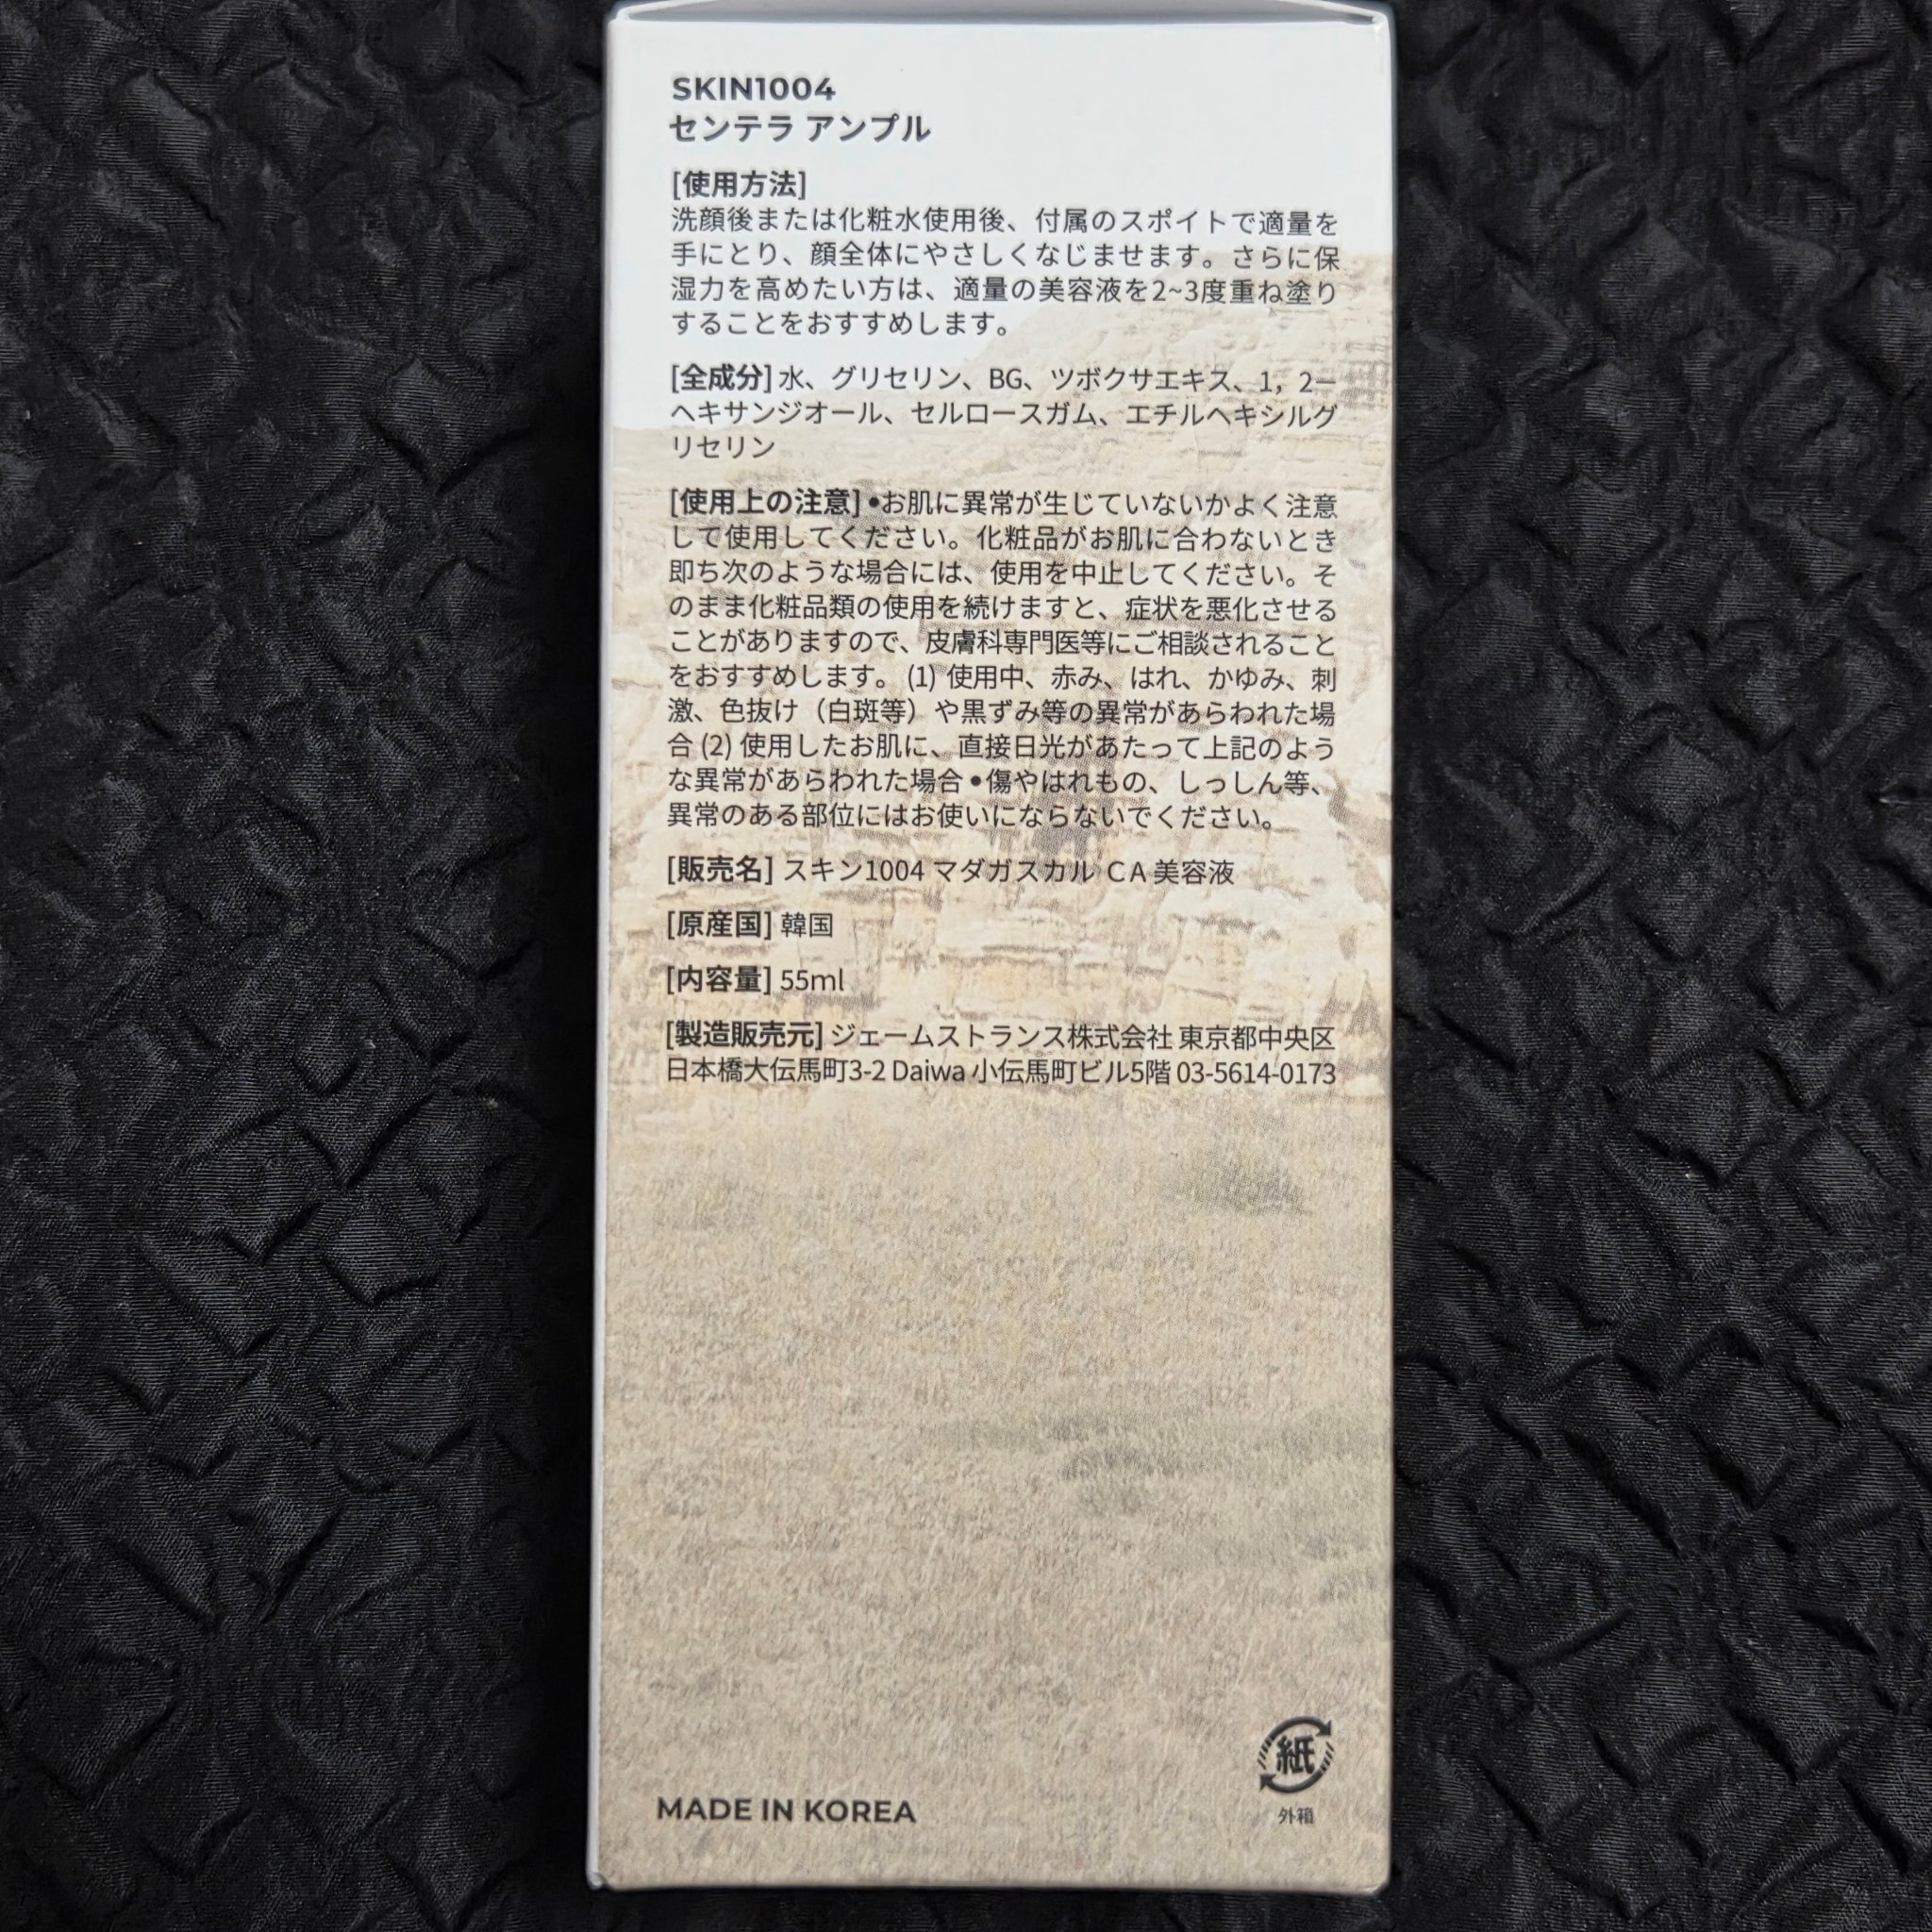 SKIN1004
センテラ アンプル
[使用方法]
洗顔後または化粧水使用後、付属のスポイトで適量を
手にとり、顔全体にやさしくなじませます。さらに保
湿力を高めたい方は、適量の美容液を2~3度重ね塗り
することをおすすめします。
[全成分] 水、グリセリン、BG、ツボクサエキス、1，2ー
ヘキサンジオール、セルロースガム、エチルヘキシルグ
リセリン
[使用上の注意] •お肌に異常が生じていないかよく注意
して使用してください。化粧品がお肌に合わないとき
即ち次のような場合には、使用を中止してください。そ
のまま化粧品類の使用を続けますと、症状を悪化させる
ことがありますので、皮膚科専門医等にご相談されること
をおすすめします。 (1) 使用中、赤み、はれ、かゆみ、刺
激、色抜け（白斑等）や黒ずみ等の異常があらわれた場
合 (2) 使用したお肌に、直接日光があたって上記のよう
な異常があらわれた場合 •傷やはれもの、しっしん等、
異常のある部位にはお使いにならないでください。
[販売名] スキン1004 マダガスカル ＣA 美容液
[原産国] 韓国
[内容量] 55ml
[製造販売元] ジェームストランス株式会社 東京都中央区
日本橋大伝馬町3-2 Daiwa 小伝馬町ビル5階 03-5614-0173
紙
外箱
MADE IN KOREA